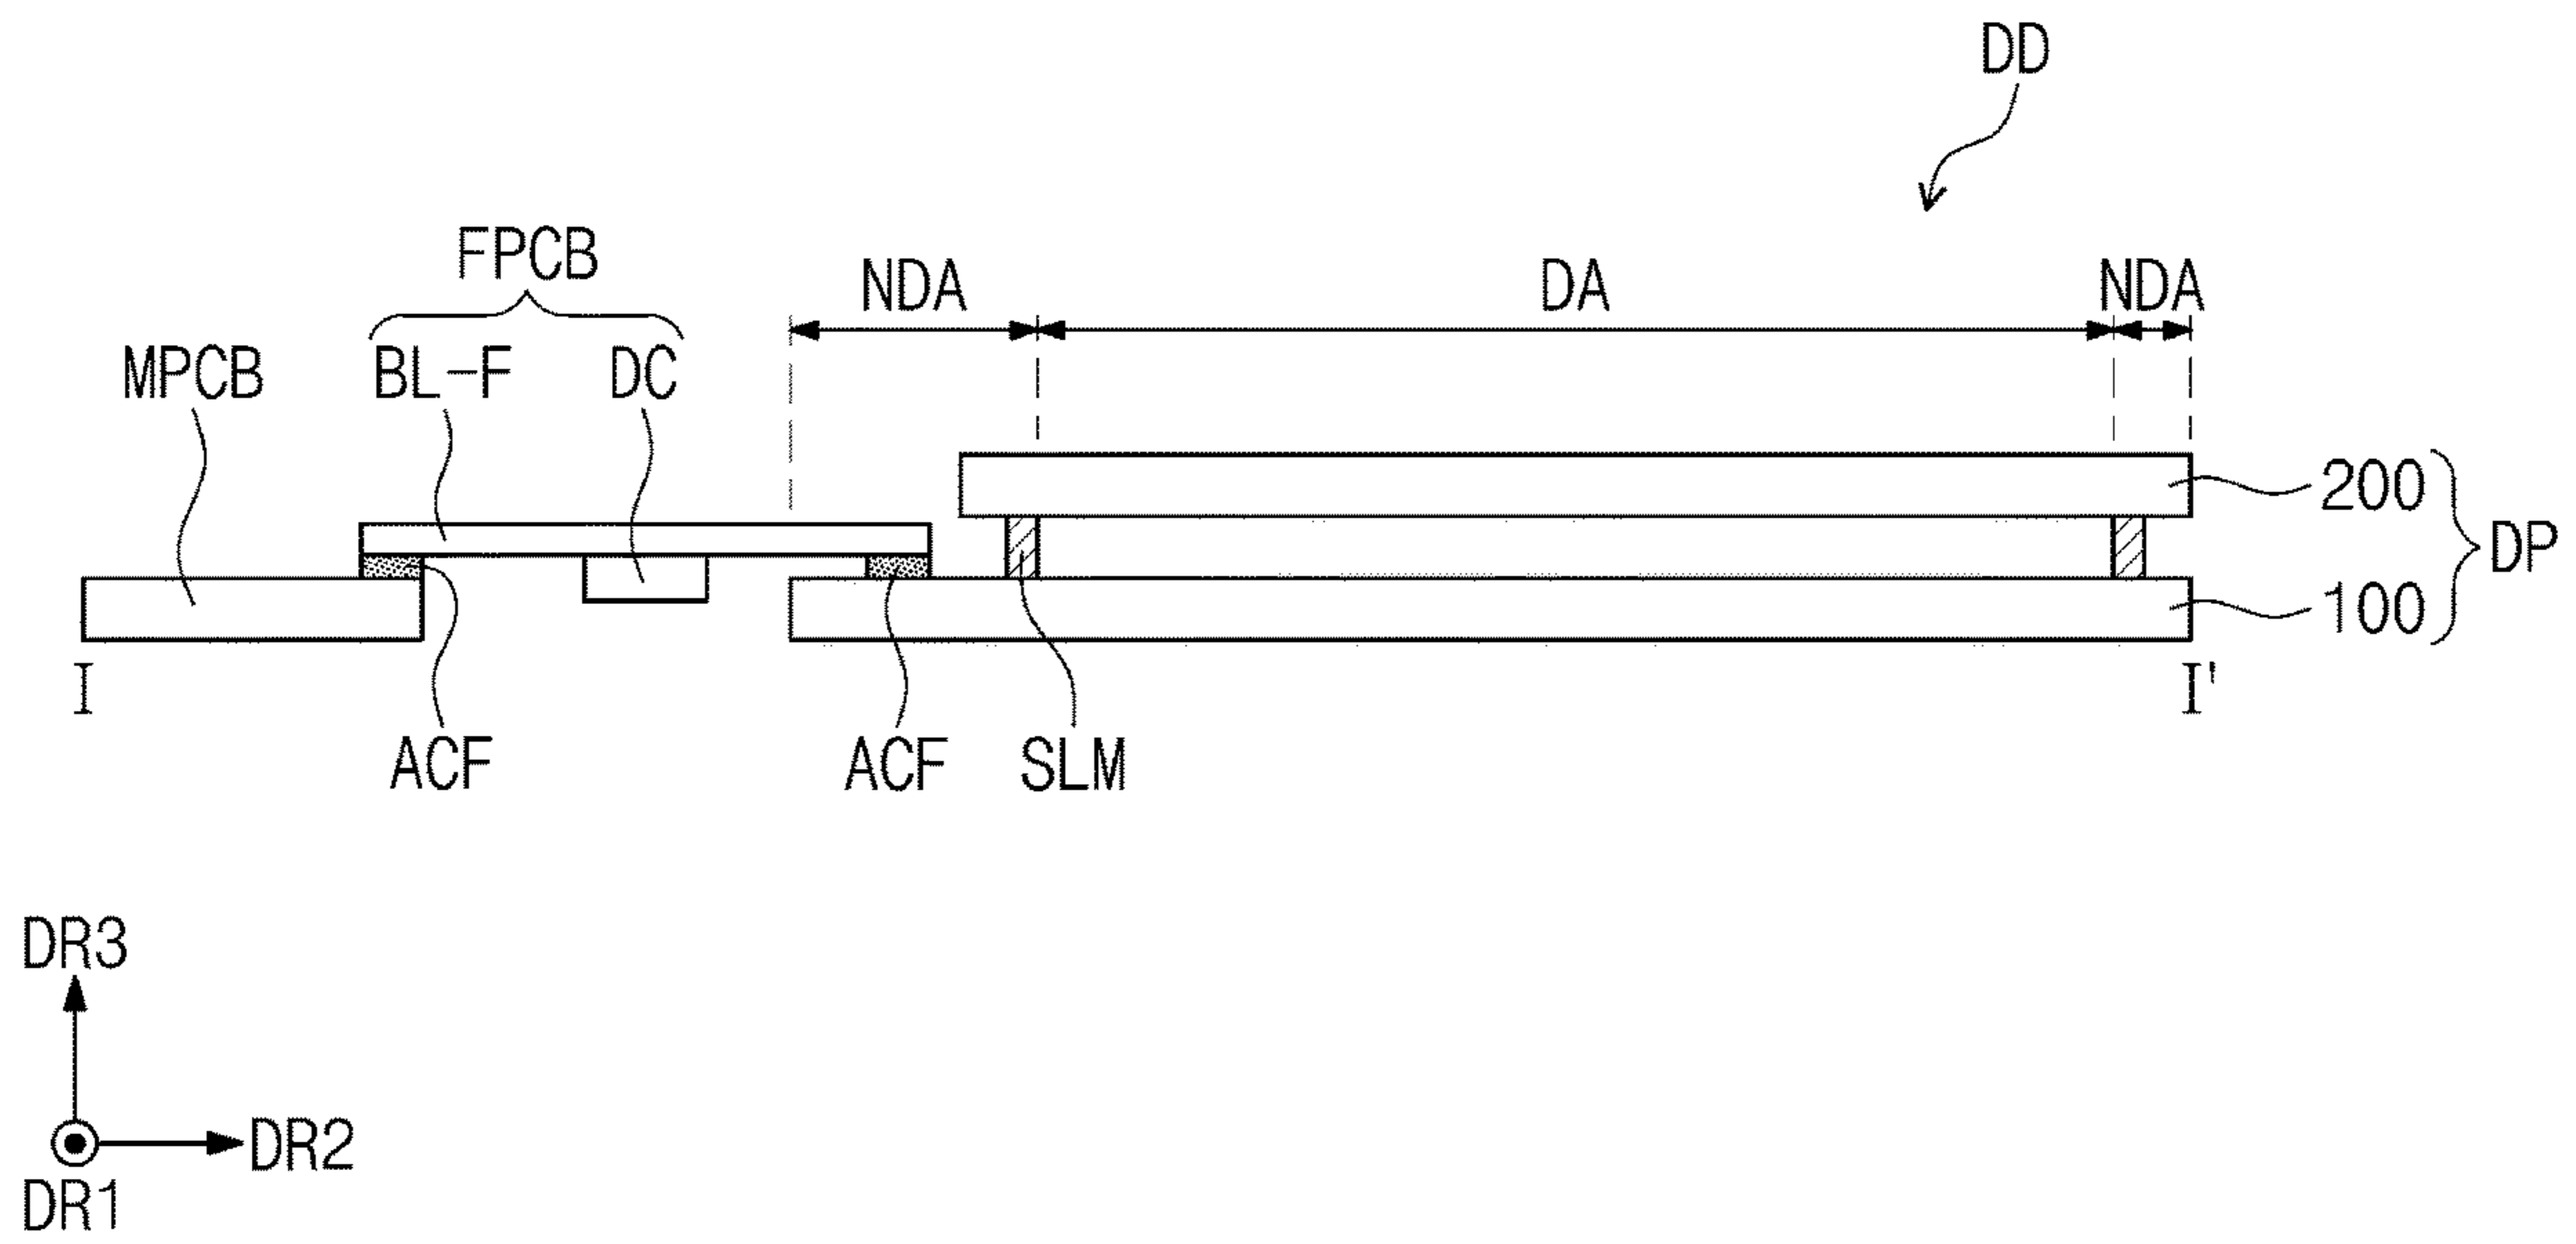 DD
FPCB
NDA DA NDA
MPCB BL-F DC
200
DP
100
I I'
ACF ACF SLM
DR3
DR2
DR1